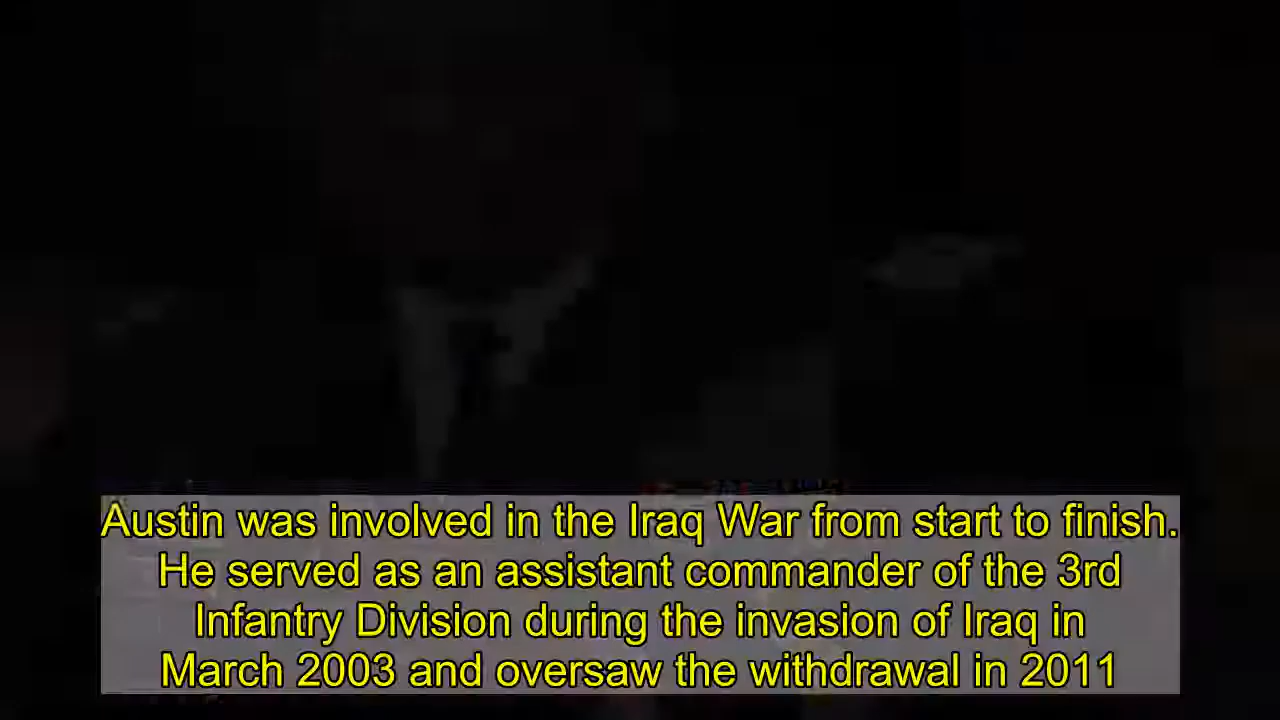 Austin was involved in the Iraq War from start to finish.
He served as an assistant commander of the 3rd
Infantry Division during the invasion of Iraq in
March 2003 and oversaw the withdrawal in 2011